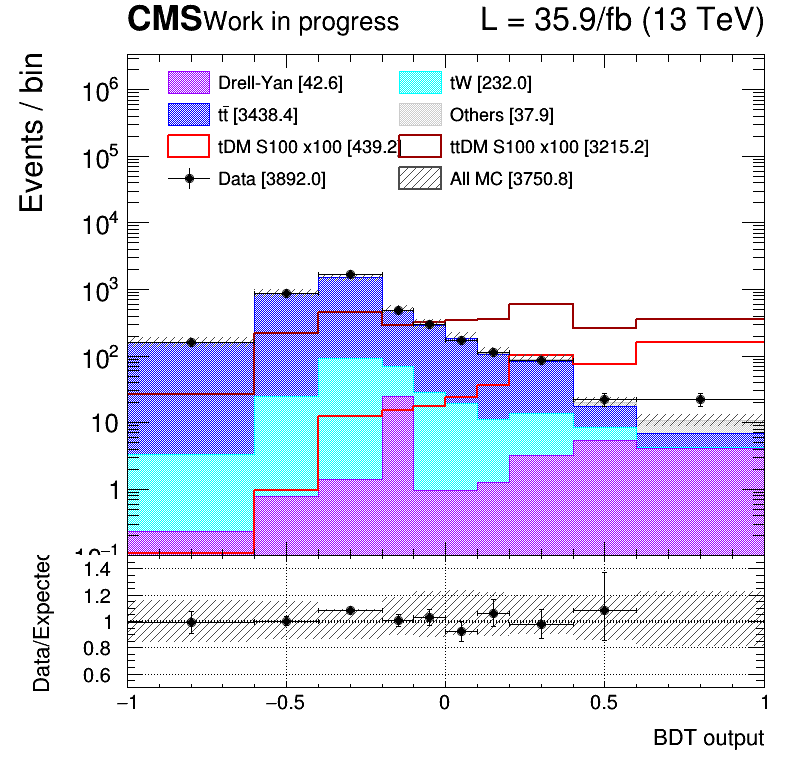 CMS Work in progress L = 35.9/fb (13 TeV)
Events / bin
Drell-Yan [42.6] tW [232.0]
tt̄ [3438.4] Others [37.9]
tDM S100 x100 [439.2] ttDM S100 x100 [3215.2]
Data [3892.0] All MC [3750.8]
10⁶
10⁵
10⁴
10³
10²
10
1
10⁻¹
Data/Expected
1.4
1.2
1
0.8
0.6
−1 −0.5 0 0.5 1
BDT output